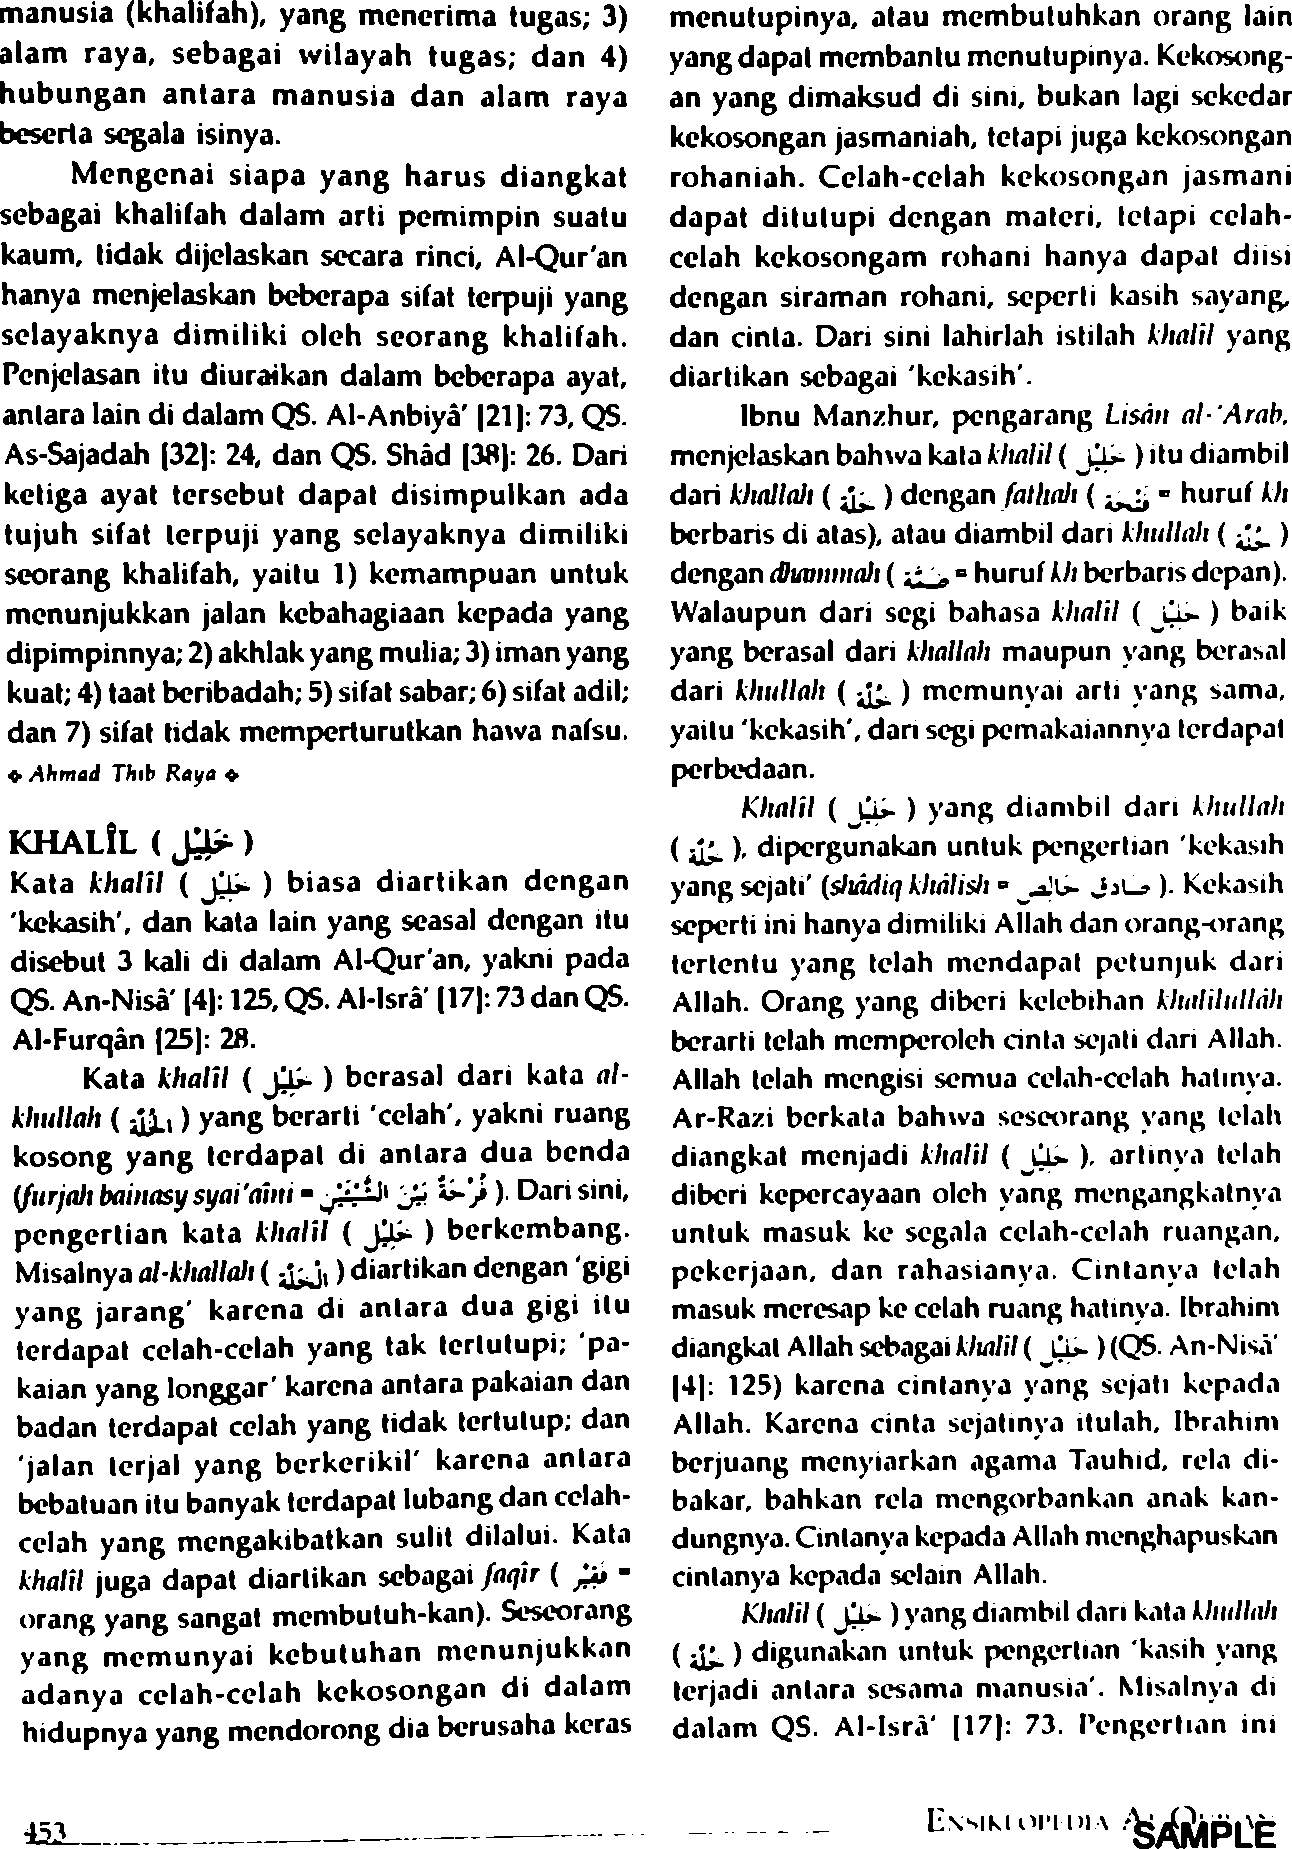 manusia (khalifah), yang menerima tugas; 3)
alam raya, sebagai wilayah tugas; dan 4)
hubungan antara manusia dan alam raya
beserta segala isinya.
Mengenai siapa yang harus diangkat
sebagai khalifah dalam arti pemimpin suatu
kaum, tidak dijelaskan secara rinci, Al-Qur'an
hanya menjelaskan beberapa sifat terpuji yang
selayaknya dimiliki oleh seorang khalifah.
Penjelasan itu diuraikan dalam beberapa ayat,
antara lain di dalam QS. Al-Anbiyâ' [21]: 73, QS.
As-Sajadah [32]: 24, dan QS. Shâd [38]: 26. Dari
ketiga ayat tersebut dapat disimpulkan ada
tujuh sifat terpuji yang selayaknya dimiliki
seorang khalifah, yaitu 1) kemampuan untuk
menunjukkan jalan kebahagiaan kepada yang
dipimpinnya; 2) akhlak yang mulia; 3) iman yang
kuat; 4) taat beribadah; 5) sifat sabar; 6) sifat adil;
dan 7) sifat tidak memperturutkan hawa nafsu.
❖ Ahmad Thib Raya ❖
KHALÎL ( خَلِيْل )
Kata khalîl ( خَلِيْل ) biasa diartikan dengan
'kekasih', dan kata lain yang seasal dengan itu
disebut 3 kali di dalam Al-Qur'an, yakni pada
QS. An-Nisâ' [4]: 125, QS. Al-Isrâ' [17]: 73 dan QS.
Al-Furqân [25]: 28.
Kata khalîl ( خَلِيْل ) berasal dari kata al-
khullah ( الخُلَّة ) yang berarti 'celah', yakni ruang
kosong yang terdapat di antara dua benda
(furjah bainasy syai'aini = فُرْجَةٌ بَيْنَ الشَّيْئَيْنِ ). Dari sini,
pengertian kata khalîl ( خَلِيْل ) berkembang.
Misalnya al-khallah ( الْخَلَّة ) diartikan dengan 'gigi
yang jarang' karena di antara dua gigi itu
terdapat celah-celah yang tak tertutupi; 'pa-
kaian yang longgar' karena antara pakaian dan
badan terdapat celah yang tidak tertutup; dan
'jalan terjal yang berkerikil' karena antara
bebatuan itu banyak terdapat lubang dan celah-
celah yang mengakibatkan sulit dilalui. Kata
khalîl juga dapat diartikan sebagai faqîr ( فَقِيْر =
orang yang sangat membutuh-kan). Seseorang
yang memunyai kebutuhan menunjukkan
adanya celah-celah kekosongan di dalam
hidupnya yang mendorong dia berusaha keras
menutupinya, atau membutuhkan orang lain
yang dapat membantu menutupinya. Kekosong-
an yang dimaksud di sini, bukan lagi sekedar
kekosongan jasmaniah, tetapi juga kekosongan
rohaniah. Celah-celah kekosongan jasmani
dapat ditutupi dengan materi, tetapi celah-
celah kekosongam rohani hanya dapat diisi
dengan siraman rohani, seperti kasih sayang,
dan cinta. Dari sini lahirlah istilah khalîl yang
diartikan sebagai 'kekasih'.
Ibnu Manzhur, pengarang Lisân al-'Arab,
menjelaskan bahwa kata khalîl ( خَلِيْل ) itu diambil
dari khallah ( خَلَّة ) dengan fathah ( فَتْحَة = huruf kh
berbaris di atas), atau diambil dari khullah ( خُلَّة )
dengan dhammah ( ضَمَّة = huruf kh berbaris depan).
Walaupun dari segi bahasa khalîl ( خَلِيْل ) baik
yang berasal dari khallah maupun yang berasal
dari khullah ( خُلَّة ) memunyai arti yang sama,
yaitu 'kekasih', dari segi pemakaiannya terdapat
perbedaan.
Khalîl ( خَلِيْل ) yang diambil dari khullah
( خُلَّة ), dipergunakan untuk pengertian 'kekasih
yang sejati' (shâdiq khâlish = صَادِق خَالِص ). Kekasih
seperti ini hanya dimiliki Allah dan orang-orang
tertentu yang telah mendapat petunjuk dari
Allah. Orang yang diberi kelebihan khalîlullâh
berarti telah memperoleh cinta sejati dari Allah.
Allah telah mengisi semua celah-celah hatinya.
Ar-Razi berkata bahwa seseorang yang telah
diangkat menjadi khalîl ( خَلِيْل ), artinya telah
diberi kepercayaan oleh yang mengangkatnya
untuk masuk ke segala celah-celah ruangan,
pekerjaan, dan rahasianya. Cintanya telah
masuk meresap ke celah ruang hatinya. Ibrahim
diangkat Allah sebagai khalîl ( خَلِيْل ) (QS. An-Nisâ'
[4]: 125) karena cintanya yang sejati kepada
Allah. Karena cinta sejatinya itulah, Ibrahim
berjuang menyiarkan agama Tauhid, rela di-
bakar, bahkan rela mengorbankan anak kan-
dungnya. Cintanya kepada Allah menghapuskan
cintanya kepada selain Allah.
Khalîl ( خَلِيْل ) yang diambil dari kata khullah
( خُلَّة ) digunakan untuk pengertian 'kasih yang
terjadi antara sesama manusia'. Misalnya di
dalam QS. Al-Isrâ' [17]: 73. Pengertian ini
453
ENSIKLOPEDIA
SAMPLE